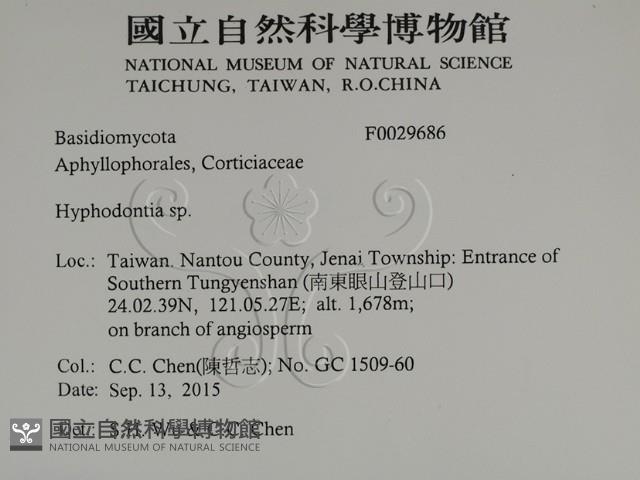 國立自然科學博物館
NATIONAL MUSEUM OF NATURAL SCIENCE
TAICHUNG, TAIWAN, R.O.CHINA
Basidiomycota F0029686
Aphyllophorales, Corticiaceae
Hyphodontia sp.
Loc.: Taiwan. Nantou County, Jenai Township: Entrance of
Southern Tungyenshan (南東眼山登山口)
24.02.39N, 121.05.27E; alt. 1,678m;
on branch of angiosperm
Col.: C.C. Chen(陳哲志); No. GC 1509-60
Date: Sep. 13, 2015
Det.: S.H. Wu & C.C. Chen
國立自然科學博物館
NATIONAL MUSEUM OF NATURAL SCIENCE